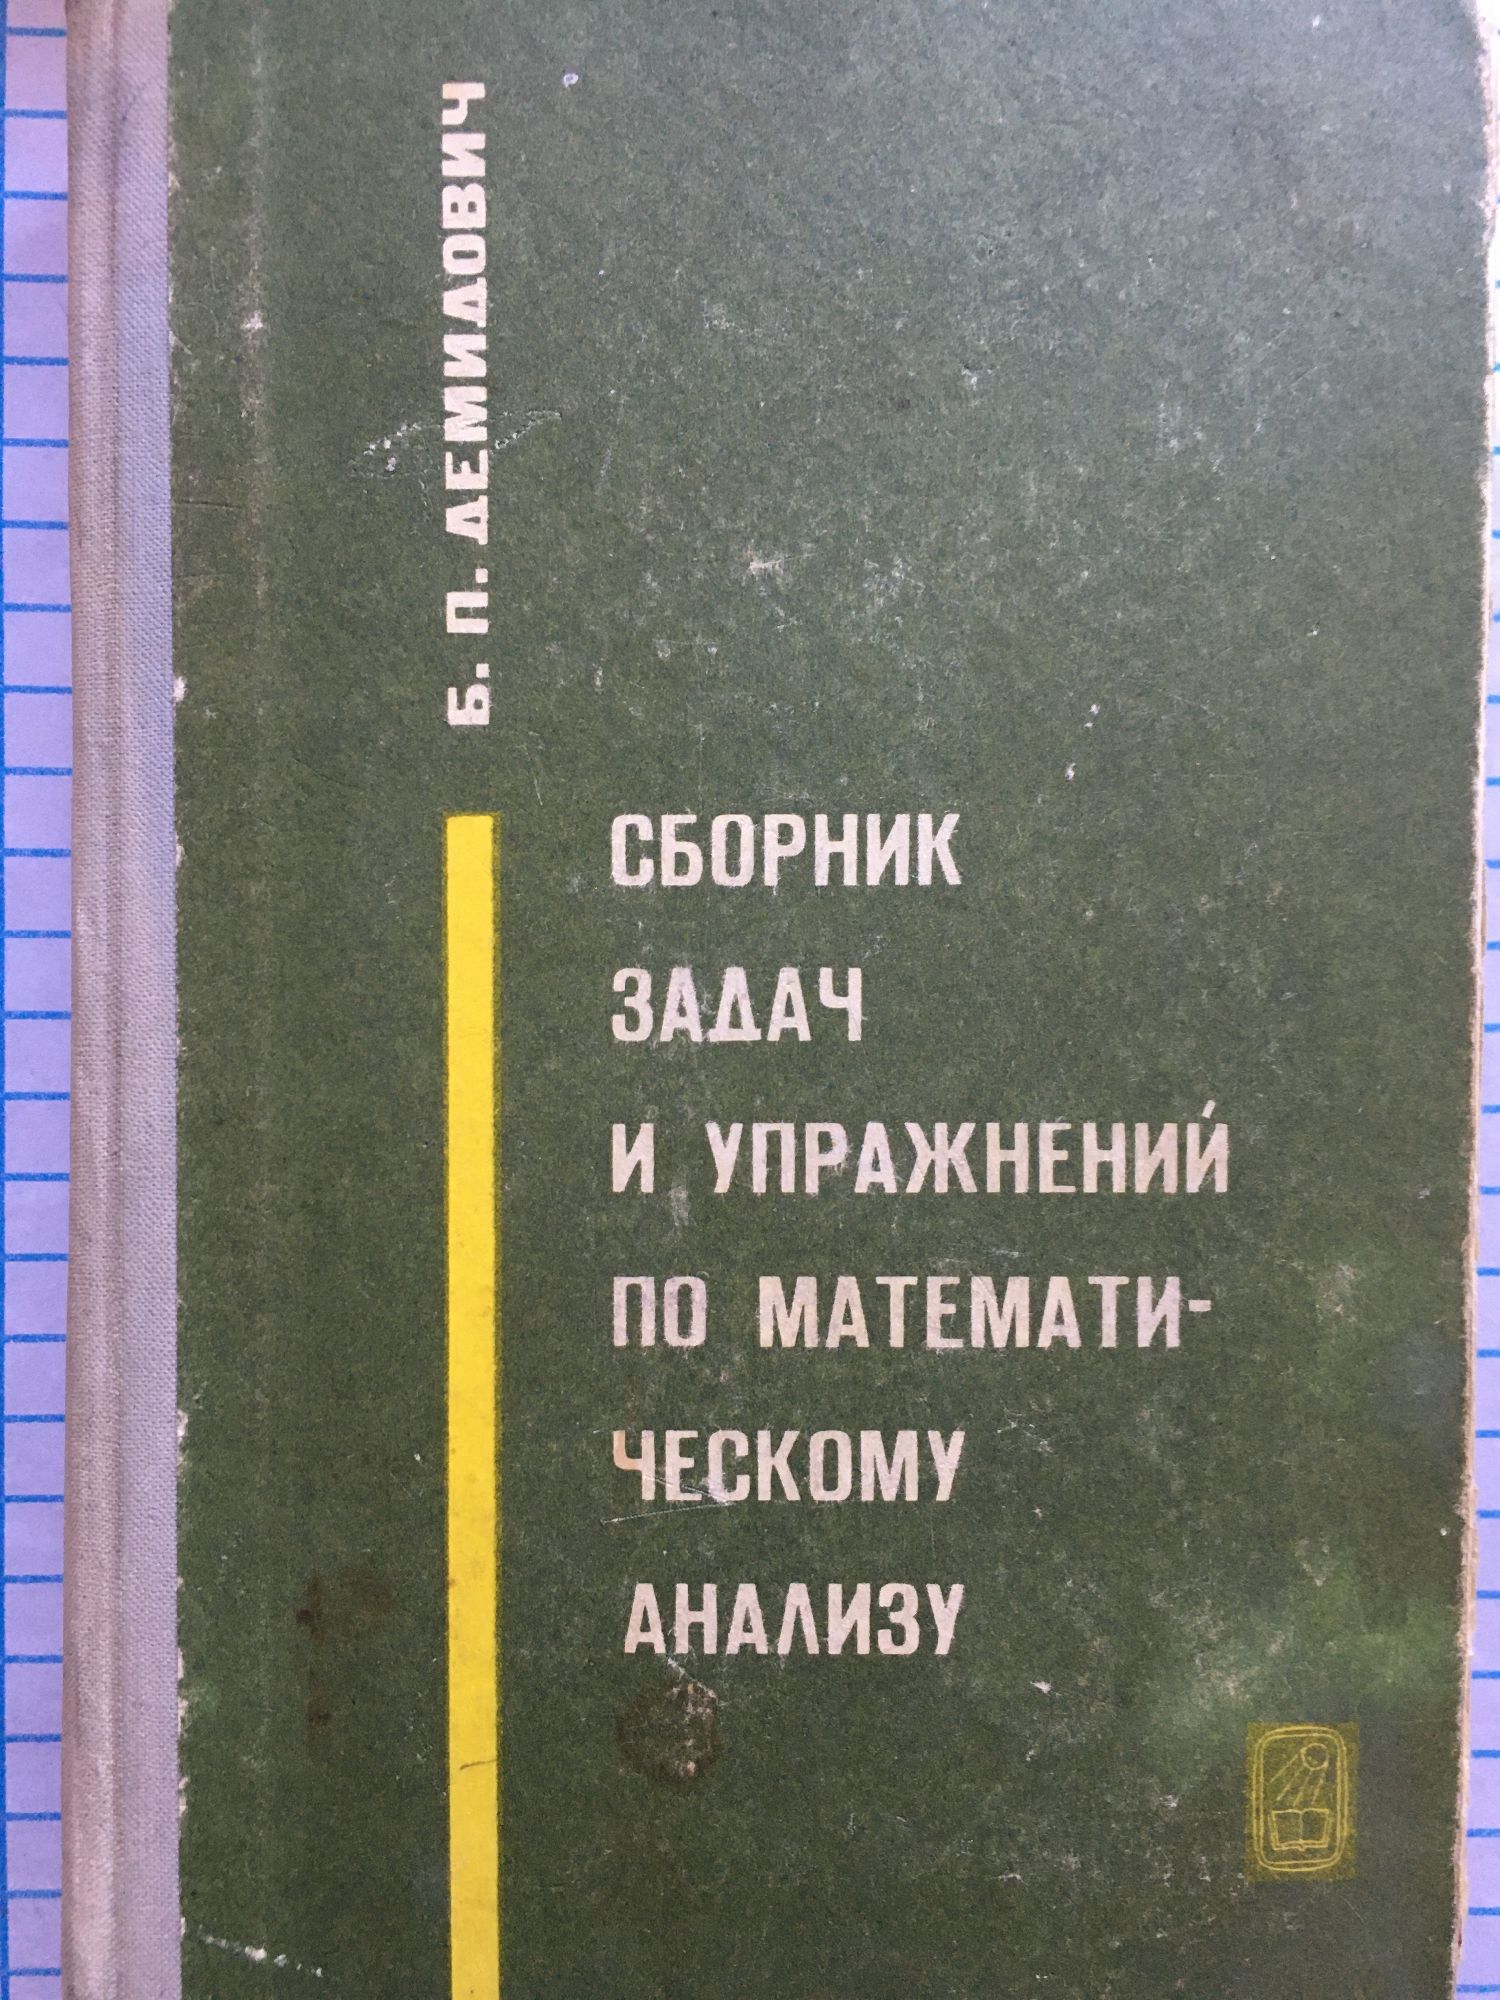 Б. П. ДЕМИДОВИЧ
СБОРНИК
ЗАДАЧ
И УПРАЖНЕНИЙ
ПО МАТЕМАТИ-
ЧЕСКОМУ
АНАЛИЗУ